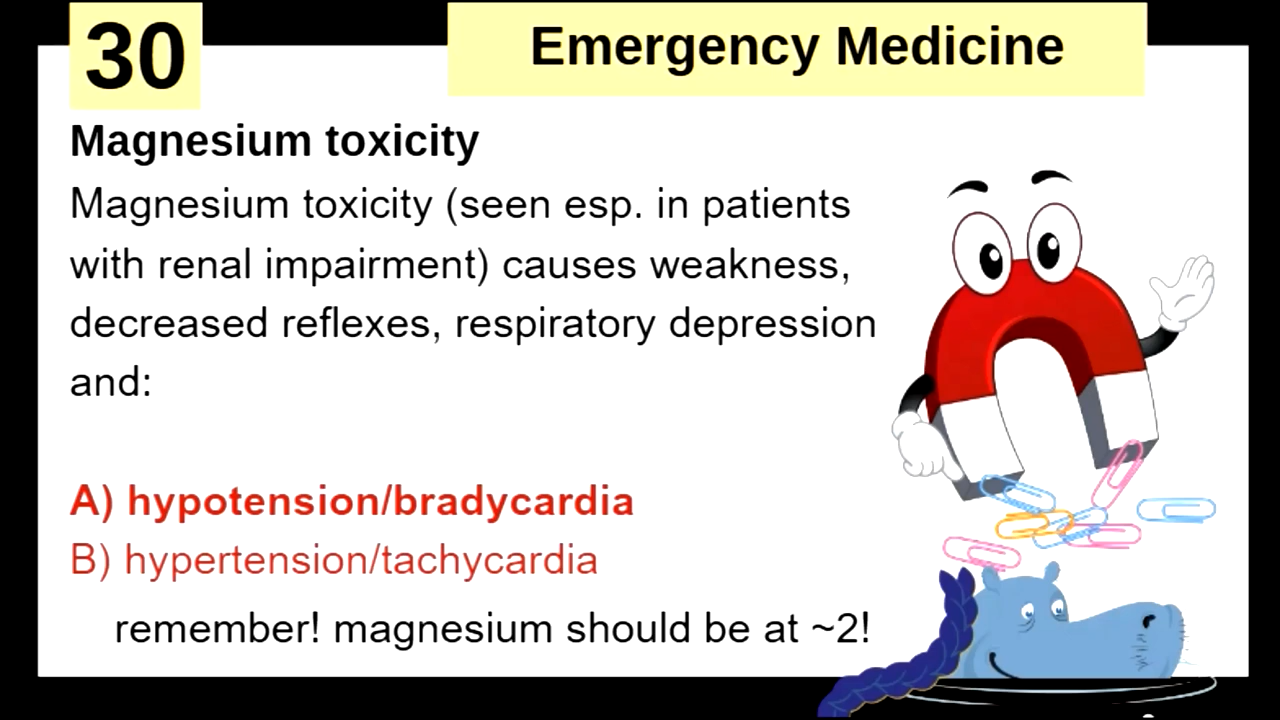 30
Emergency Medicine
Magnesium toxicity
Magnesium toxicity (seen esp. in patients
with renal impairment) causes weakness,
decreased reflexes, respiratory depression
and:
A) hypotension/bradycardia
B) hypertension/tachycardia
remember! magnesium should be at ~2!